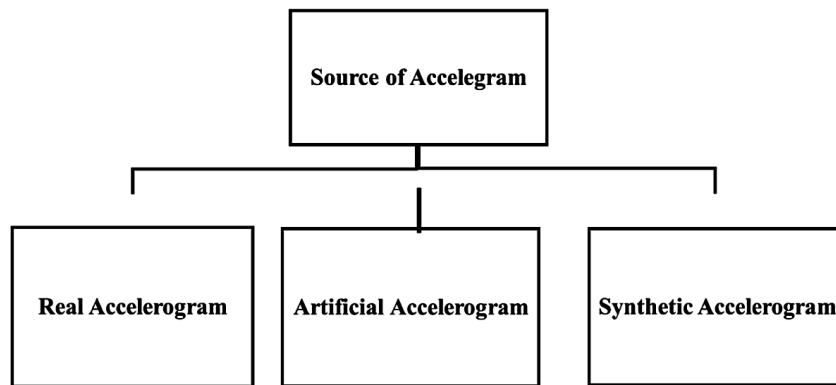 Source of Accelegram
Real Accelerogram
Artificial Accelerogram
Synthetic Accelerogram